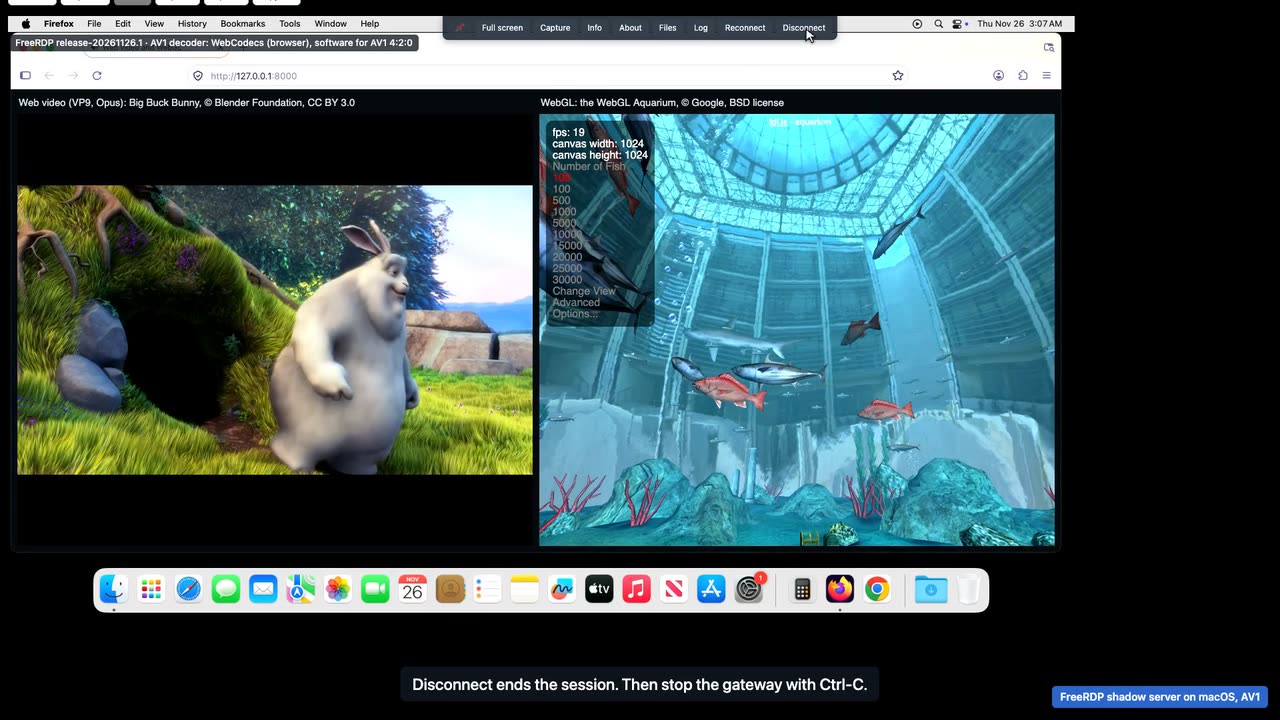 Firefox File Edit View History Bookmarks Tools Window Help
Full screen Capture Info About Files Log Reconnect Disconnect
Thu Nov 26 3:07 AM
FreeRDP release-20261126.1 · AV1 decoder: WebCodecs (browser), software for AV1 4:2:0
http://127.0.0.1:8000
Web video (VP9, Opus): Big Buck Bunny, © Blender Foundation, CC BY 3.0
WebGL: the WebGL Aquarium, © Google, BSD license
aquarium
fps: 19
canvas width: 1024
canvas height: 1024
Number of Fish
100
500
1000
5000
10000
15000
20000
25000
30000
Change View
Advanced
Options...
NOV
26
tv
1
Disconnect ends the session. Then stop the gateway with Ctrl-C.
FreeRDP shadow server on macOS, AV1